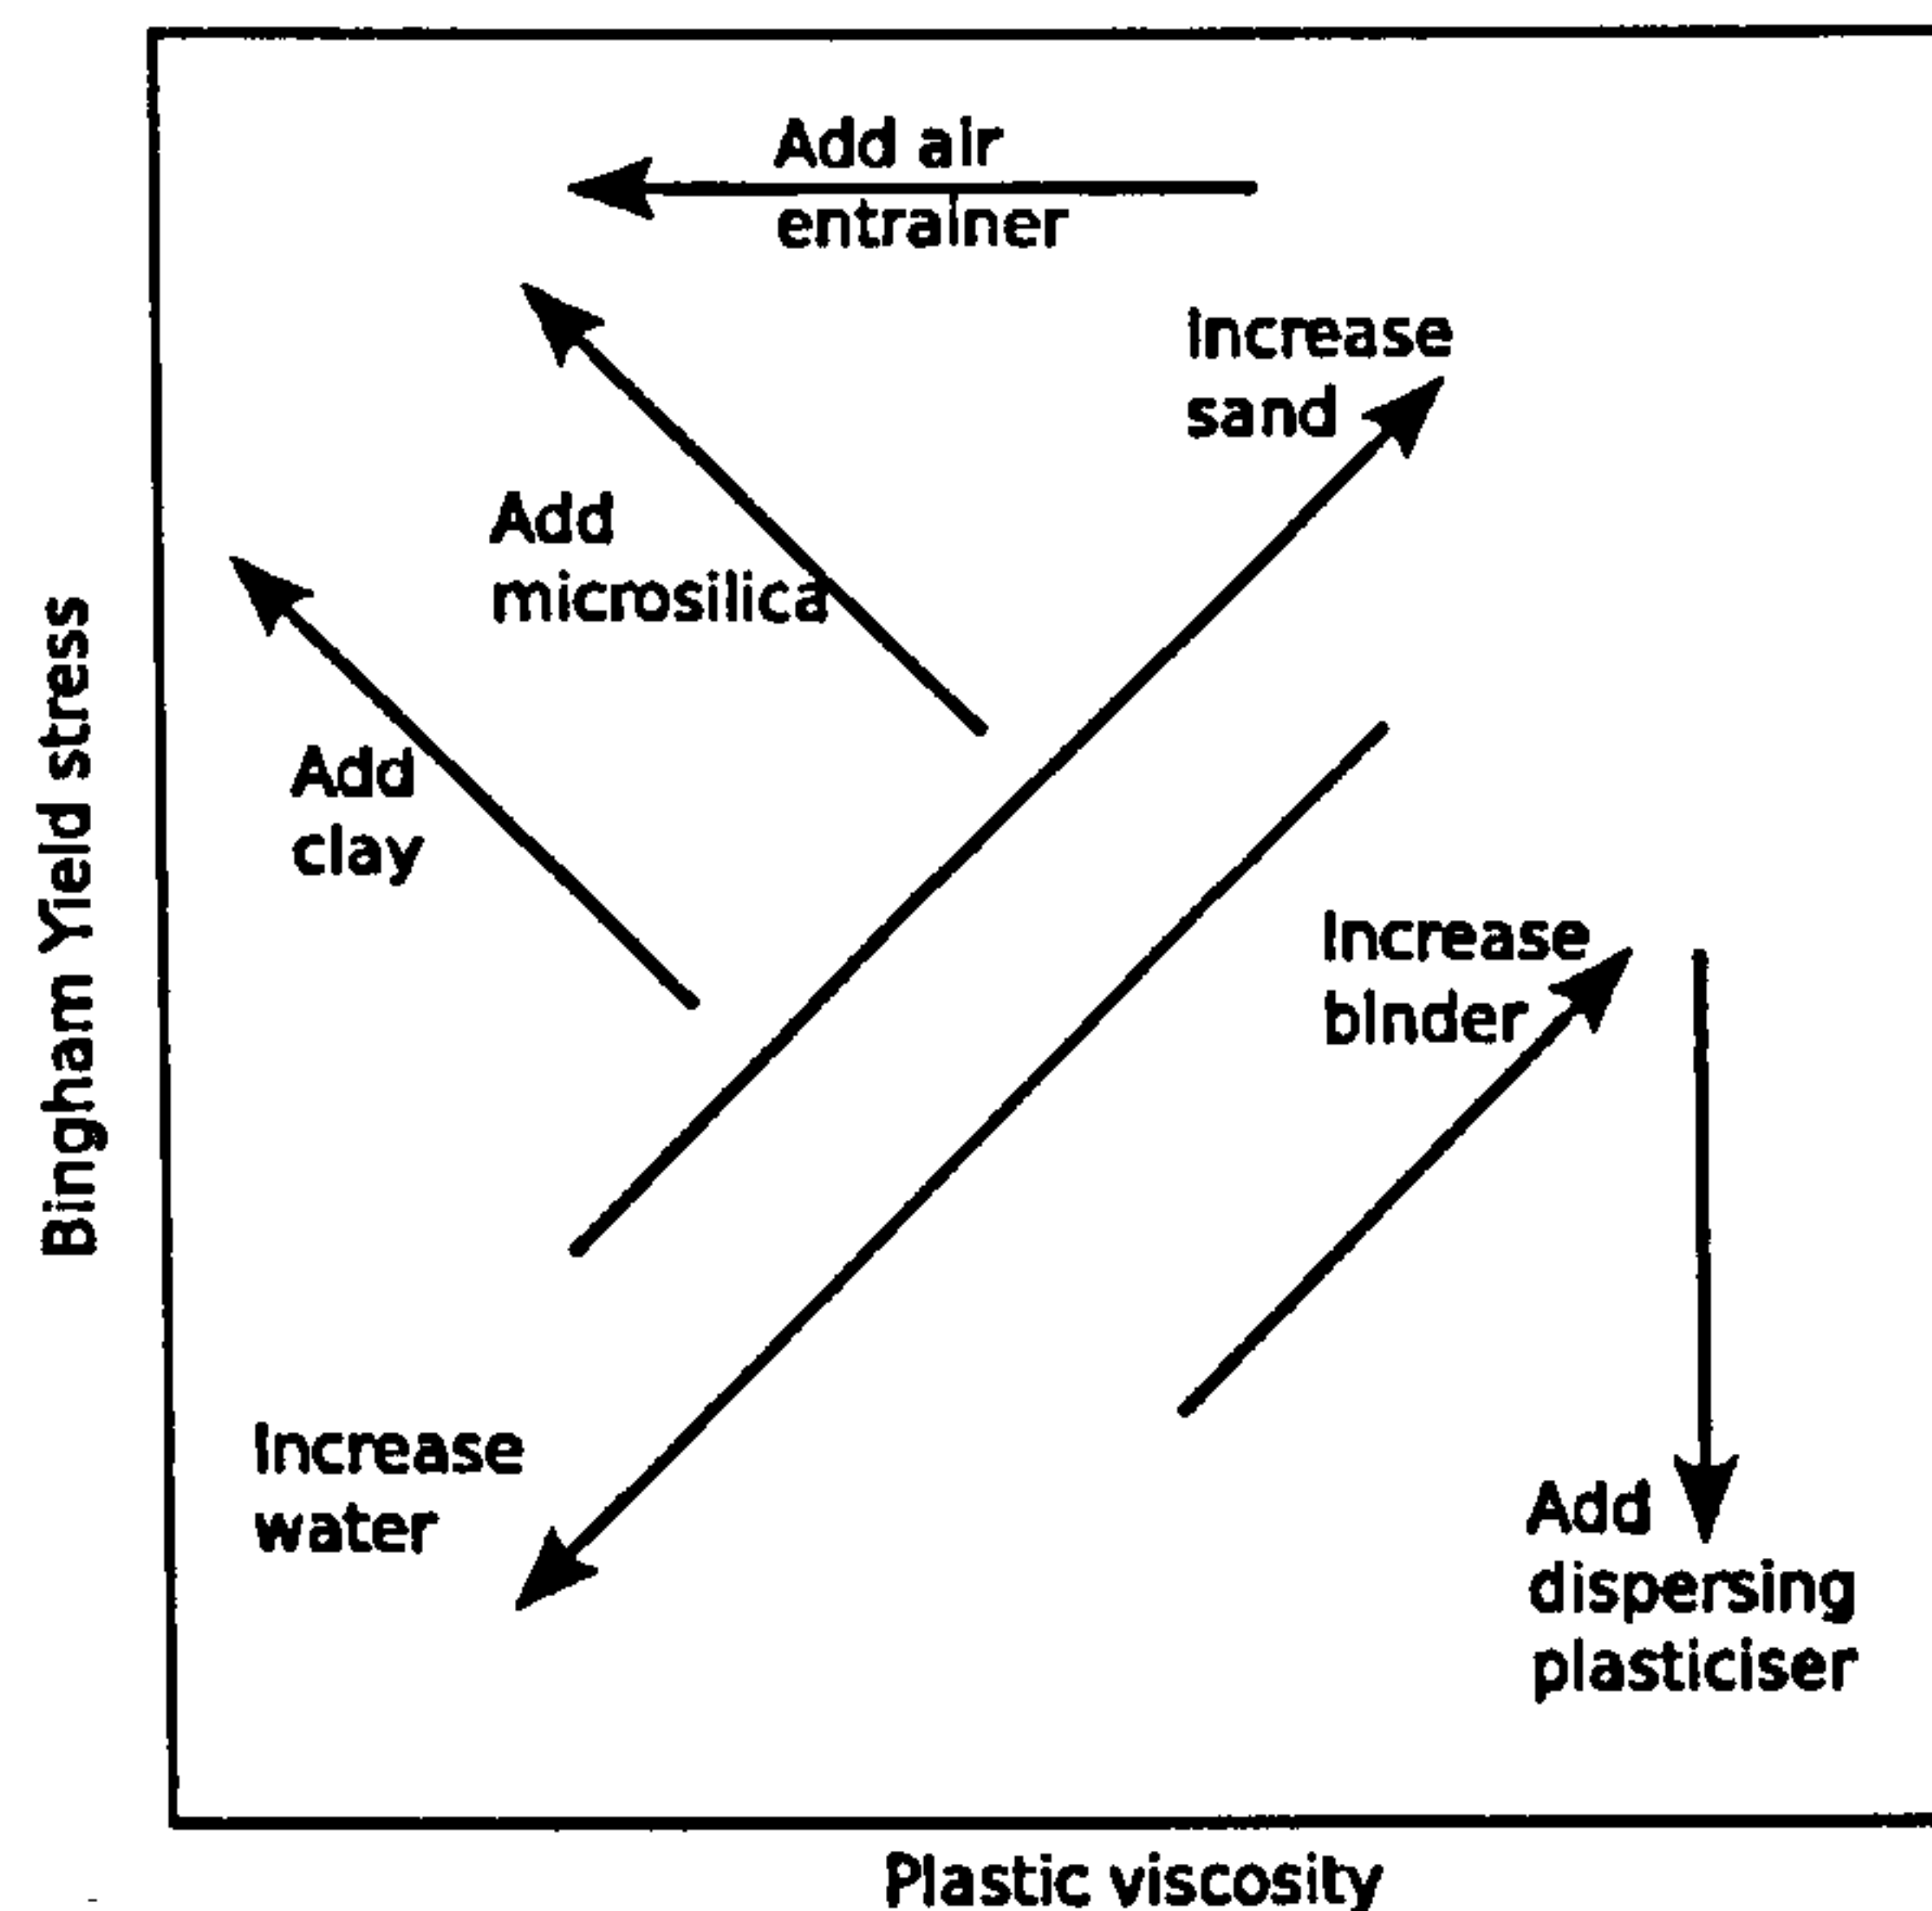 Add air
entrainer
Increase
sand
Add
microsilica
Add
clay
Bingham Yield stress
Increase
binder
Increase
water
Add
dispersing
plasticiser
Plastic viscosity